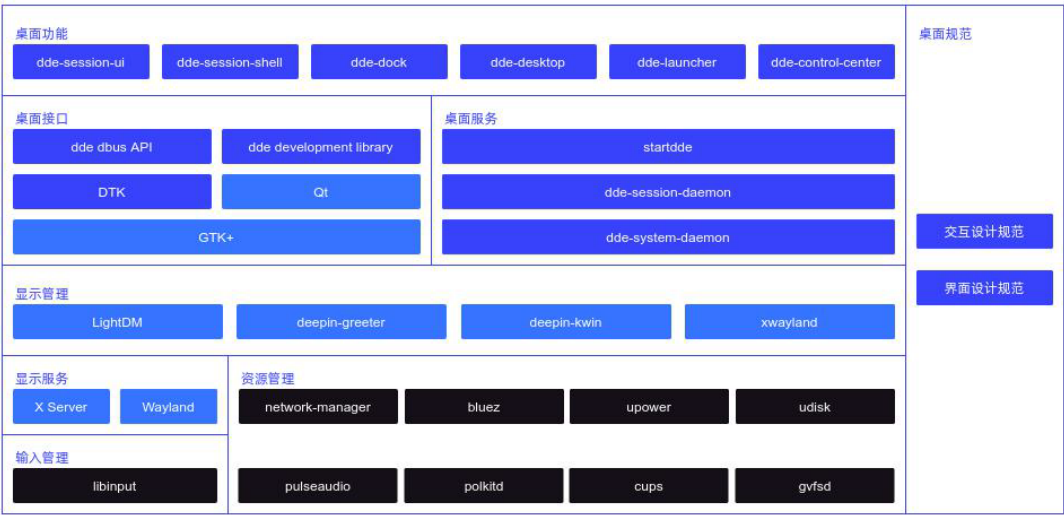 桌面功能
dde-session-ui
dde-session-shell
dde-dock
dde-desktop
dde-launcher
dde-control-center
桌面接口
dde dbus API
dde development library
DTK
Qt
GTK+
桌面服务
startdde
dde-session-daemon
dde-system-daemon
显示管理
LightDM
deepin-greeter
deepin-kwin
xwayland
显示服务
X Server
Wayland
输入管理
libinput
资源管理
network-manager
bluez
upower
udisk
pulseaudio
polkitd
cups
gvfsd
桌面规范
交互设计规范
界面设计规范